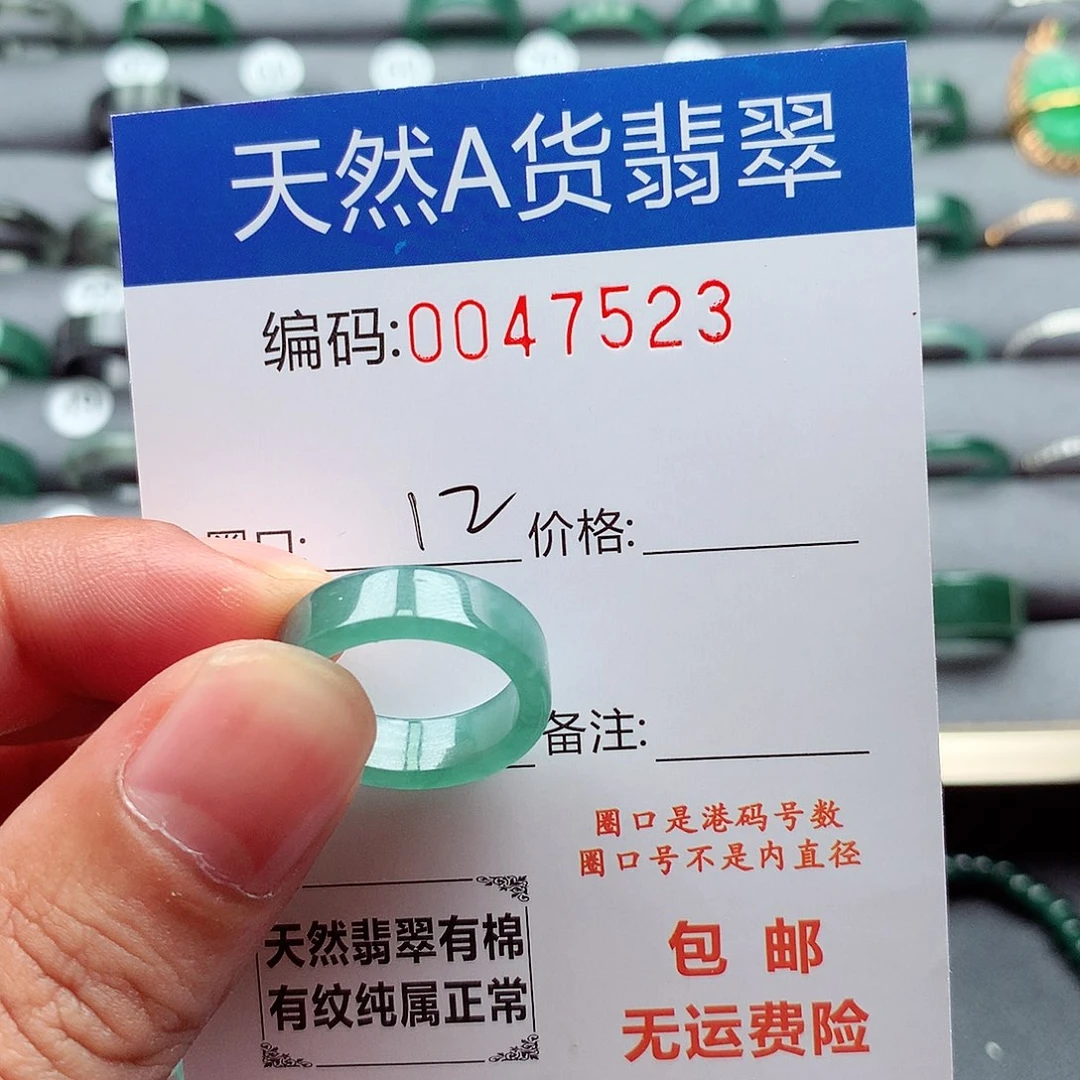 天然A货翡翠
编码:0047523
圈口: 12 价格:
备注:
圈口是港码号数
圈口号不是内直径
天然翡翠有棉
有纹纯属正常
包 邮
无运费险